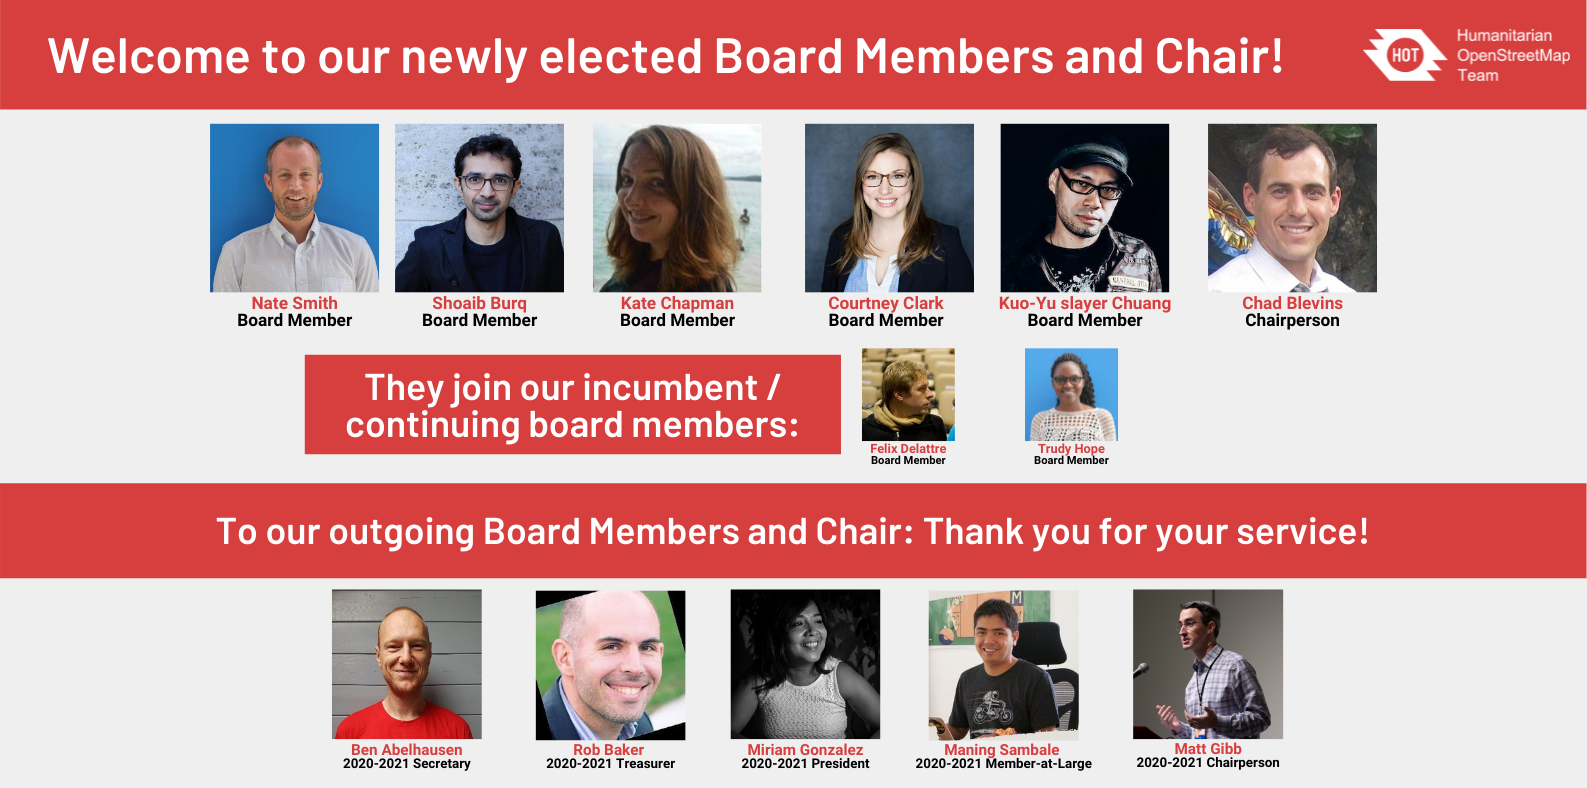 Welcome to our newly elected Board Members and Chair!
HOT
Humanitarian
OpenStreetMap
Team
Nate Smith
Board Member
Shoaib Burq
Board Member
Kate Chapman
Board Member
Courtney Clark
Board Member
Kuo-Yu slayer Chuang
Board Member
Chad Blevins
Chairperson
They join our incumbent /
continuing board members:
Felix Delattre
Board Member
Trudy Hope
Board Member
To our outgoing Board Members and Chair: Thank you for your service!
Ben Abelhausen
2020-2021 Secretary
Rob Baker
2020-2021 Treasurer
Miriam Gonzalez
2020-2021 President
Maning Sambale
2020-2021 Member-at-Large
Matt Gibb
2020-2021 Chairperson